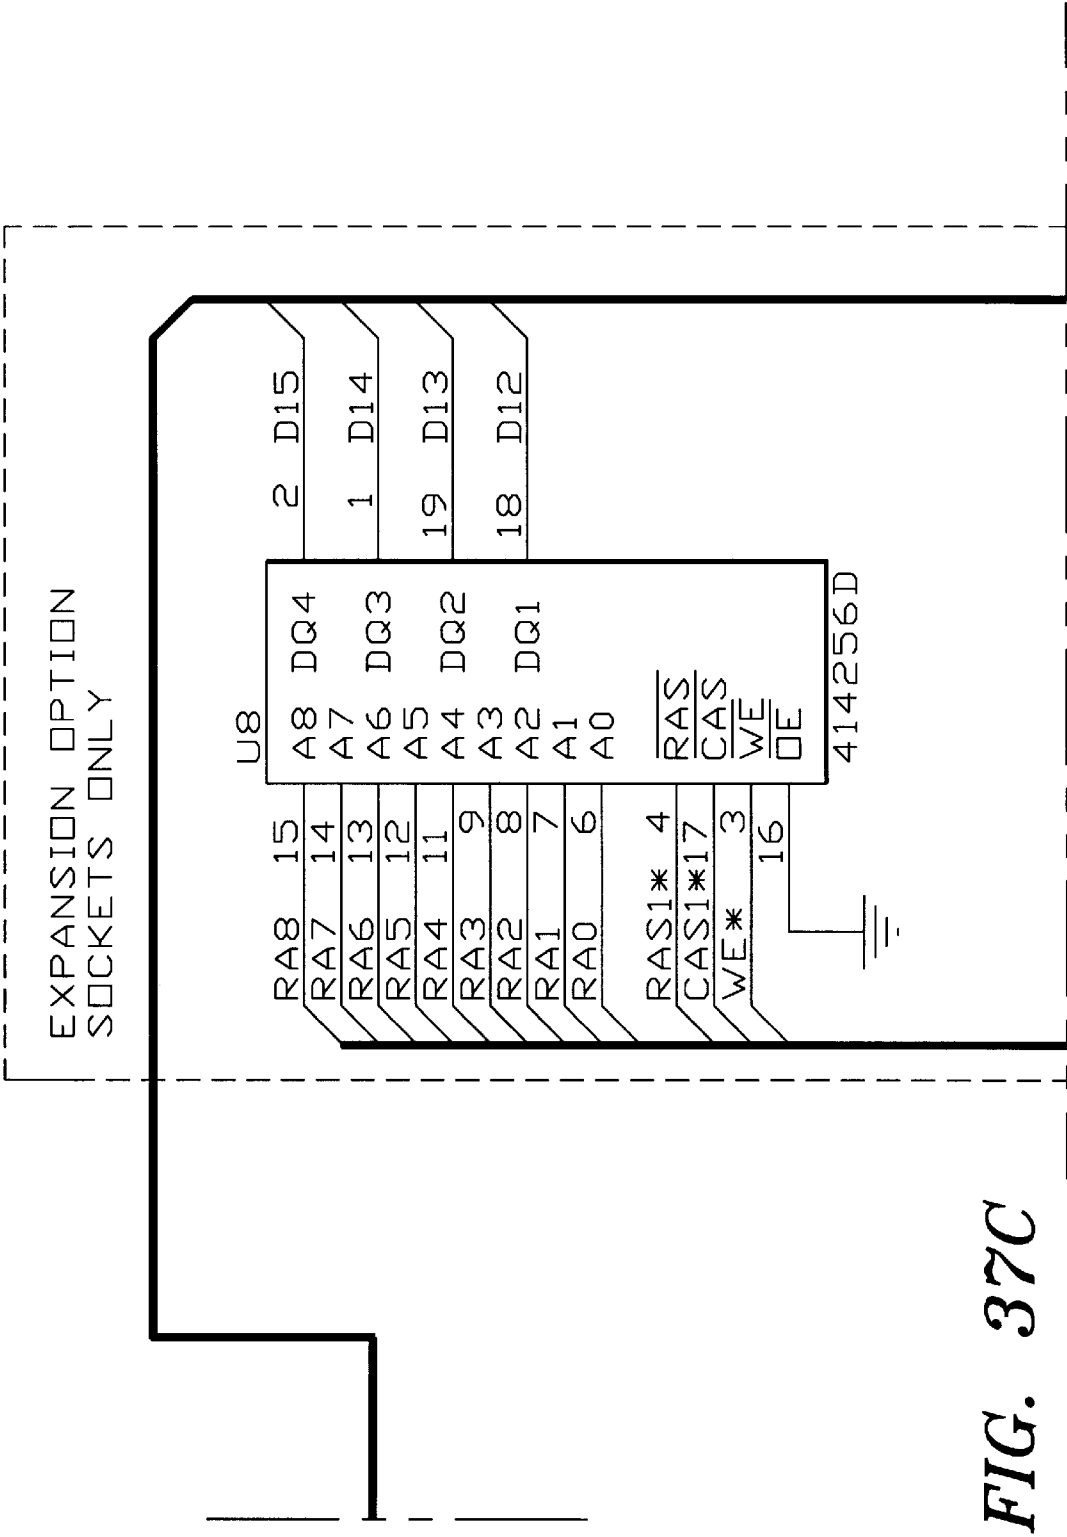 EXPANSION OPTION
SOCKETS ONLY
U8
RA8 15 A8 DQ4 2 D15
RA7 14 A7
RA6 13 A6 DQ3 1 D14
RA5 12 A5
RA4 11 A4 DQ2 19 D13
RA3 9 A3
RA2 8 A2 DQ1 18 D12
RA1 7 A1
RA0 6 A0
RAS1* 4 RAS
CAS1* 17 CAS
WE* 3 WE
16 OE
414256D
FIG. 37C